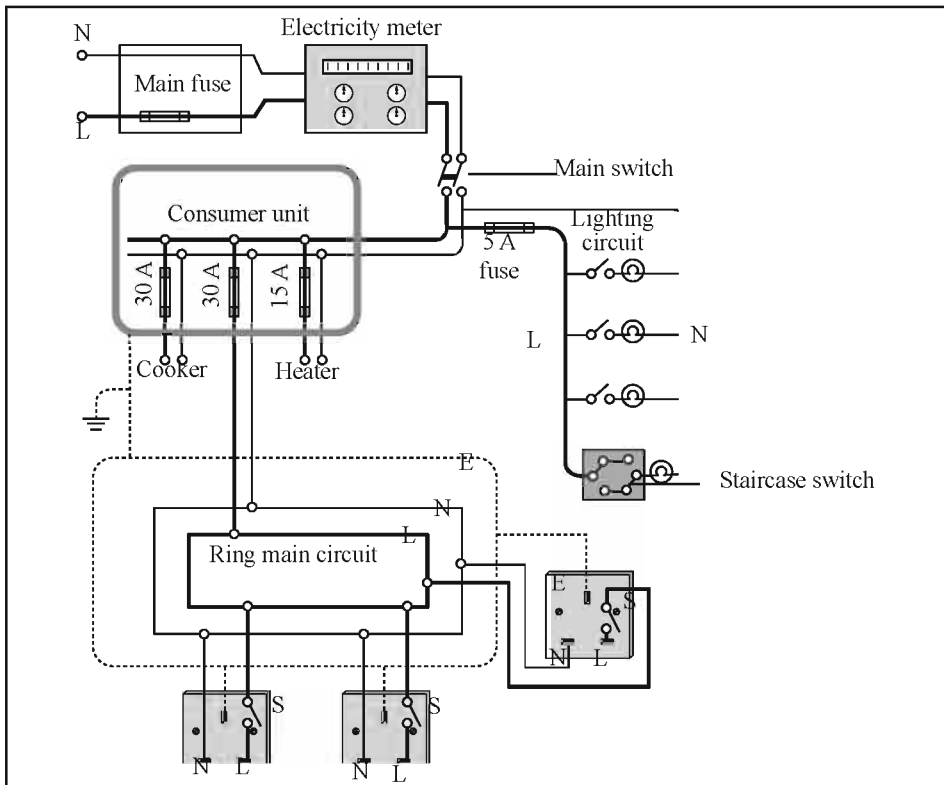 Electricity meter
N
Main fuse
L
Main switch
Consumer unit
Lighting
circuit
5 A
fuse
30 A
30 A
15 A
L
N
Cooker
Heater
E
Staircase switch
N
L
Ring main circuit
E
S
N
L
S
S
N
L
N
L